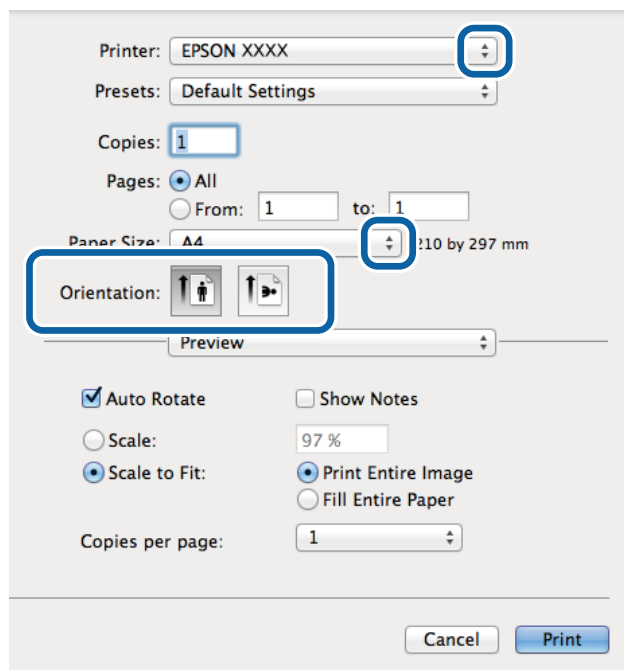 Printer: EPSON XXXX
Presets: Default Settings
Copies: 1
Pages: All
From: 1 to: 1
Paper Size: A4 210 by 297 mm
Orientation:
Preview
Auto Rotate Show Notes
Scale: 97 %
Scale to Fit: Print Entire Image
Fill Entire Paper
Copies per page: 1
Cancel Print